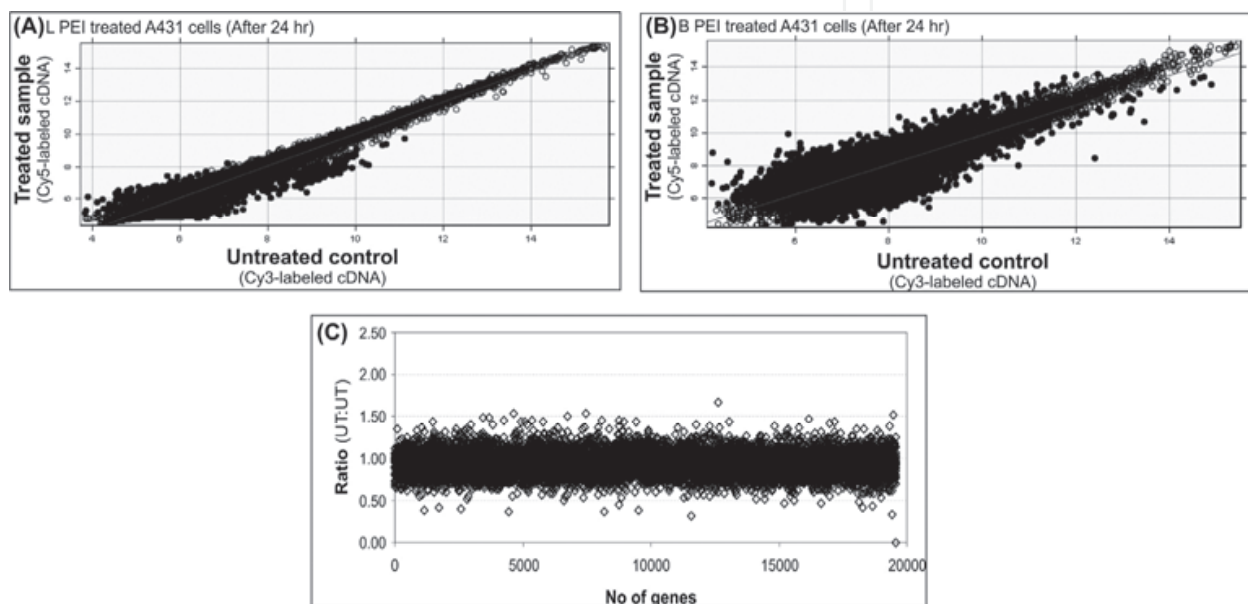 (A) L PEI treated A431 cells (After 24 hr)
Treated sample
(Cy5-labeled cDNA)
14
12
10
8
6
4 6 8 10 12 14
Untreated control
(Cy3-labeled cDNA)
(B) B PEI treated A431 cells (After 24 hr)
Treated sample
(Cy5-labeled cDNA)
14
12
10
8
6
6 8 10 12 14
Untreated control
(Cy3-labeled cDNA)
(C)
Ratio (UT:UT)
2.50
2.00
1.50
1.00
0.50
0.00
0 5000 10000 15000 20000
No of genes